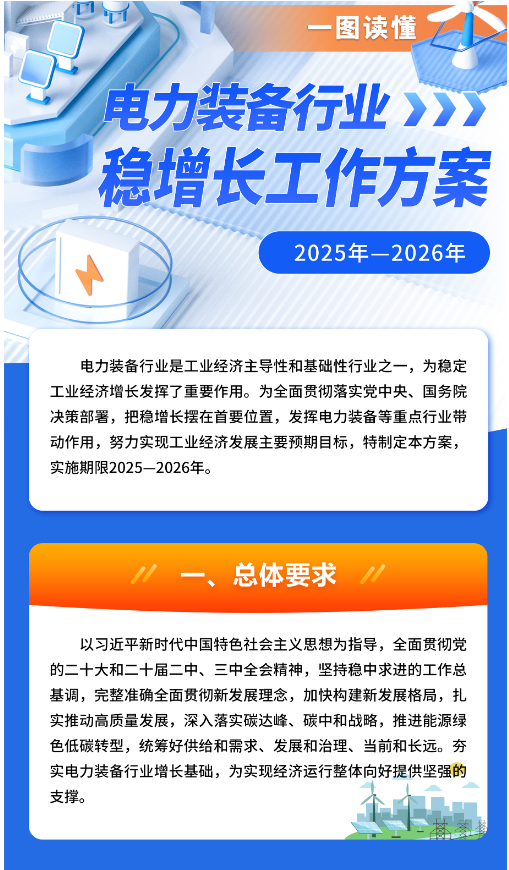 一图读懂
电力装备行业
稳增长工作方案
2025年—2026年
电力装备行业是工业经济主导性和基础性行业之一，为稳定
工业经济增长发挥了重要作用。为全面贯彻落实党中央、国务院
决策部署，把稳增长摆在首要位置，发挥电力装备等重点行业带
动作用，努力实现工业经济发展主要预期目标，特制定本方案，
实施期限2025—2026年。
一、总体要求
以习近平新时代中国特色社会主义思想为指导，全面贯彻党
的二十大和二十届二中、三中全会精神，坚持稳中求进的工作总
基调，完整准确全面贯彻新发展理念，加快构建新发展格局，扎
实推动高质量发展，深入落实碳达峰、碳中和战略，推进能源绿
色低碳转型，统筹好供给和需求、发展和治理、当前和长远。夯
实电力装备行业增长基础，为实现经济运行整体向好提供坚强的
支撑。